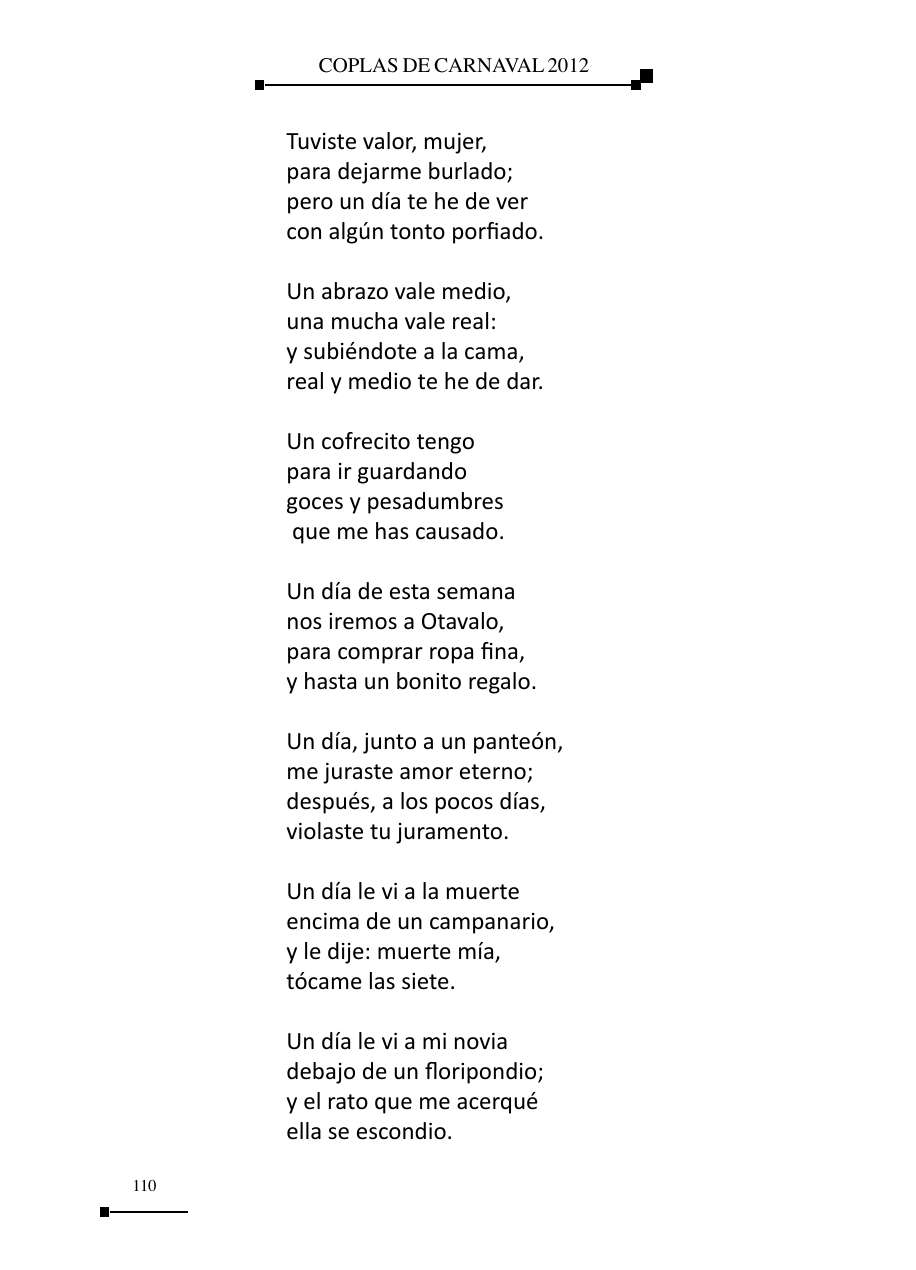 COPLAS DE CARNAVAL 2012
Tuviste valor, mujer,
para dejarme burlado;
pero un día te he de ver
con algún tonto porfiado.
Un abrazo vale medio,
una mucha vale real:
y subiéndote a la cama,
real y medio te he de dar.
Un cofrecito tengo
para ir guardando
goces y pesadumbres
que me has causado.
Un día de esta semana
nos iremos a Otavalo,
para comprar ropa fina,
y hasta un bonito regalo.
Un día, junto a un panteón,
me juraste amor eterno;
después, a los pocos días,
violaste tu juramento.
Un día le vi a la muerte
encima de un campanario,
y le dije: muerte mía,
tócame las siete.
Un día le vi a mi novia
debajo de un floripondio;
y el rato que me acerqué
ella se escondio.
110